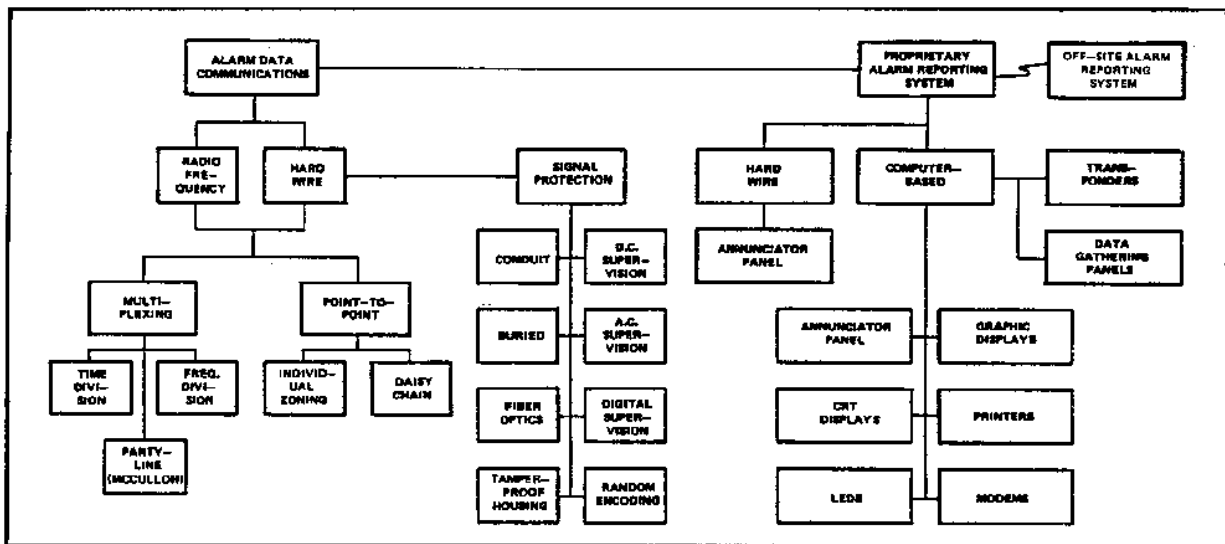 ALARM DATA
COMMUNICATIONS
PROPRIETARY
ALARM REPORTING
SYSTEM
OFF-SITE ALARM
REPORTING
SYSTEM
RADIO
FRE-
QUENCY
HARD
WIRE
SIGNAL
PROTECTION
HARD
WIRE
COMPUTER-
BASED
TRANS-
PONDERS
CONDUIT
D.C.
SUPER-
VISION
ANNUNCIATOR
PANEL
DATA
GATHERING
PANELS
MULTI-
PLEXING
POINT-TO-
POINT
BURIED
A.C.
SUPER-
VISION
ANNUNCIATOR
PANEL
GRAPHIC
DISPLAYS
TIME
DIVI-
SION
FREQ.
DIVI-
SION
INDIVID-
UAL
ZONING
DAISY
CHAIN
FIBER
OPTICS
DIGITAL
SUPER-
VISION
CRT
DISPLAYS
PRINTERS
PARTY-
LINE
(MCCULLOH)
TAMPER-
PROOF
HOUSING
RANDOM
ENCODING
LEDS
MODEMS